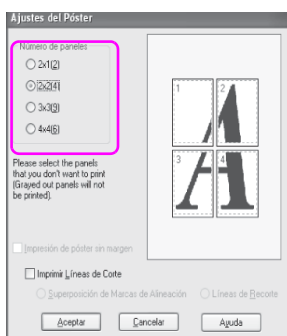 Ajustes del Póster
Número de paneles
2x1(2)
2x2(4)
3x3(9)
4x4(6)
1
2
3
4
Please select the panels
that you don't want to print
(Grayed out panels will not
be printed).
Impresión de póster sin margen
Imprimir Líneas de Corte
Superposición de Marcas de Alineación
Líneas de Recorte
Aceptar
Cancelar
Ayuda